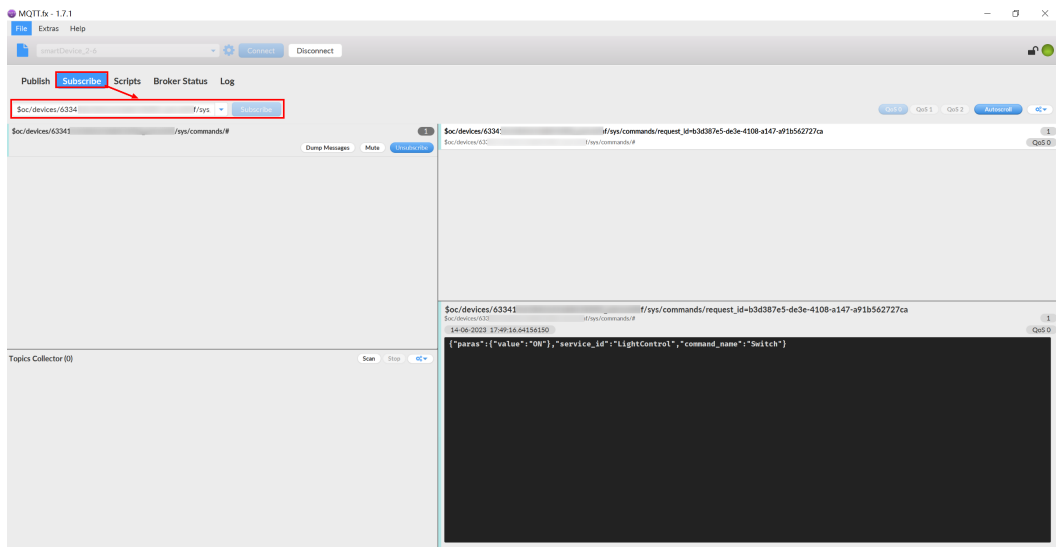 MQTT.fx - 1.7.1
File Extras Help
smartDevice_2-6 Connect Disconnect
Publish Subscribe Scripts Broker Status Log
$oc/devices/6334 f/sys Subscribe
QoS 0 QoS 1 QoS 2 Autoscroll
$oc/devices/63341 /sys/commands/# 1
Dump Messages Mute Unsubscribe
$oc/devices/6334 f/sys/commands/request_id=b3d387e5-de3e-4108-a147-a91b562727ca 1
$oc/devices/633 f/sys/commands/# QoS 0
$oc/devices/63341 f/sys/commands/request_id=b3d387e5-de3e-4108-a147-a91b562727ca
$oc/devices/633 f/sys/commands/# 1
14-06-2023 17:49:16.64156150 QoS 0
{"paras":{"value":"ON"},"service_id":"LightControl","command_name":"Switch"}
Topics Collector (0) Scan Stop